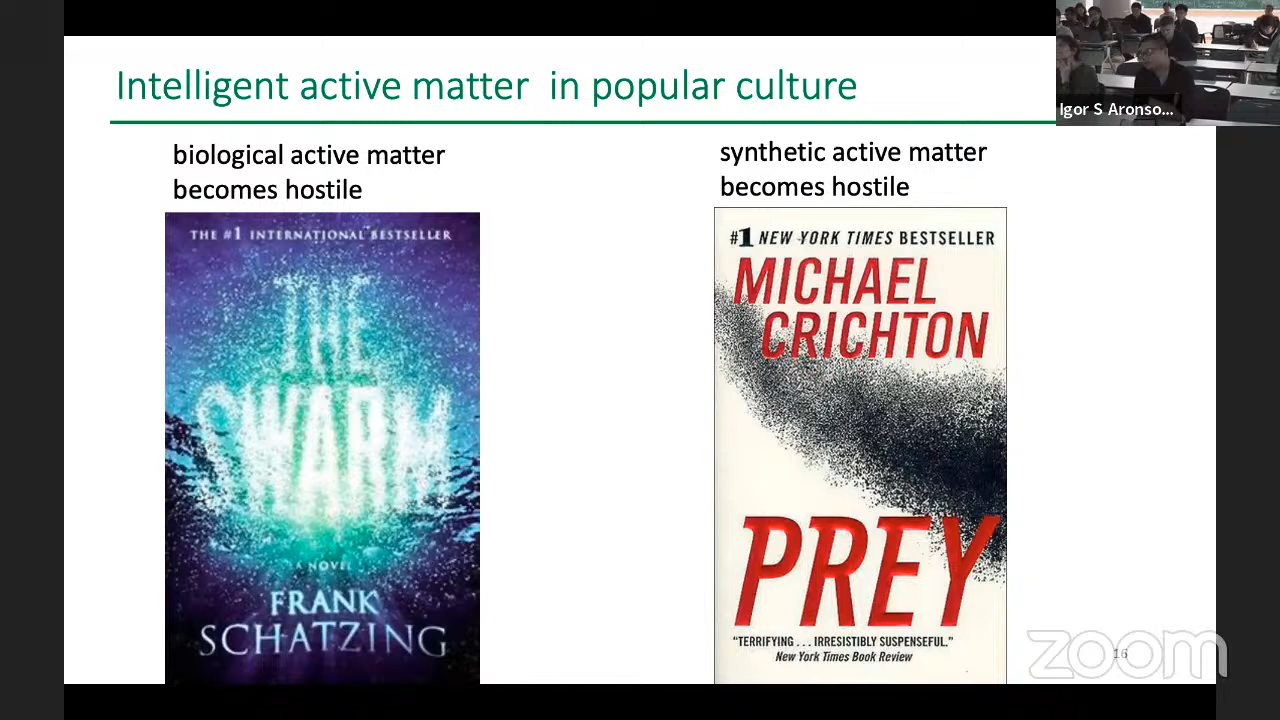 Intelligent active matter in popular culture
Igor S Aronso...
biological active matter
becomes hostile
THE #1 INTERNATIONAL BESTSELLER
THE
SWARM
A NOVEL
FRANK
SCHATZING
synthetic active matter
becomes hostile
#1 NEW YORK TIMES BESTSELLER
MICHAEL
CRICHTON
PREY
"TERRIFYING . . . IRRESISTIBLY SUSPENSEFUL."
New York Times Book Review
zoom
16